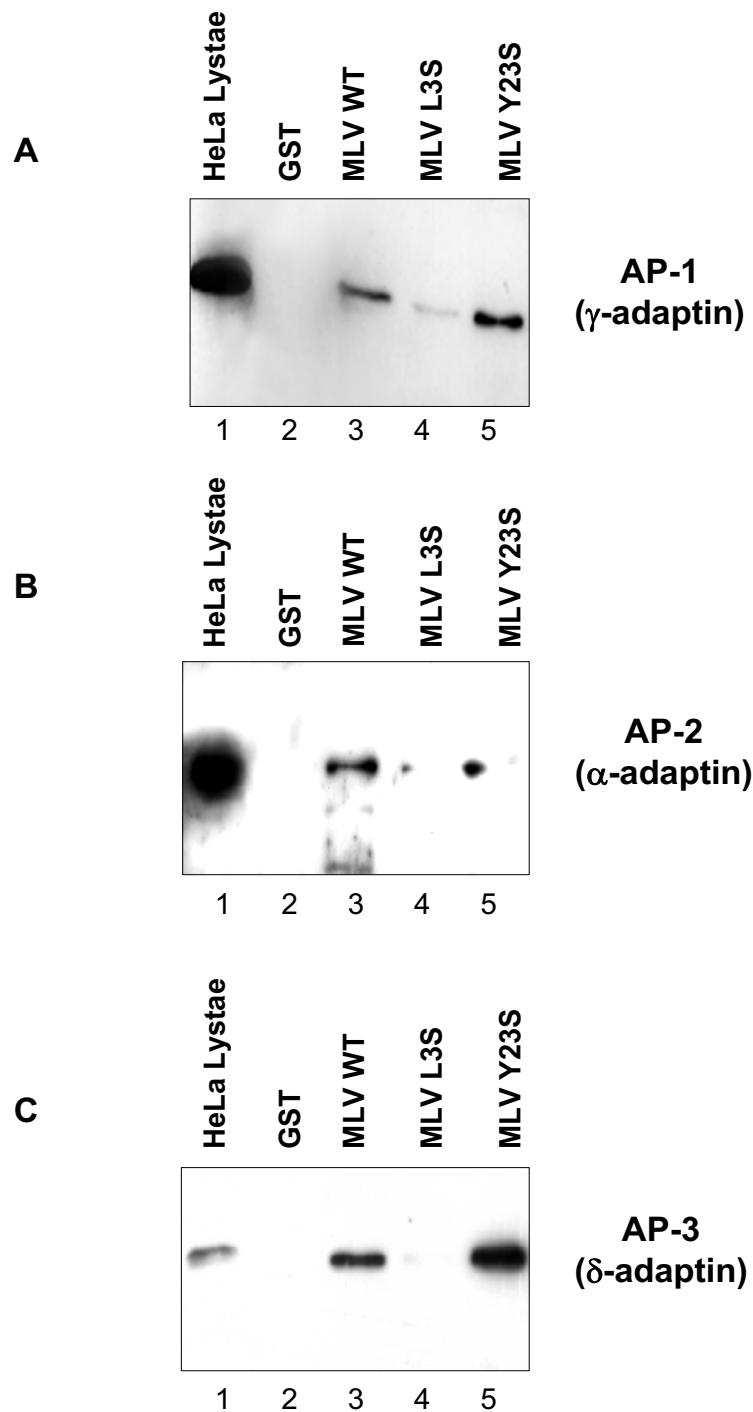 A
HeLa Lystae
GST
MLV WT
MLV L3S
MLV Y23S
AP-1
(γ-adaptin)
1 2 3 4 5
B
HeLa Lystae
GST
MLV WT
MLV L3S
MLV Y23S
AP-2
(α-adaptin)
1 2 3 4 5
C
HeLa Lystae
GST
MLV WT
MLV L3S
MLV Y23S
AP-3
(δ-adaptin)
1 2 3 4 5